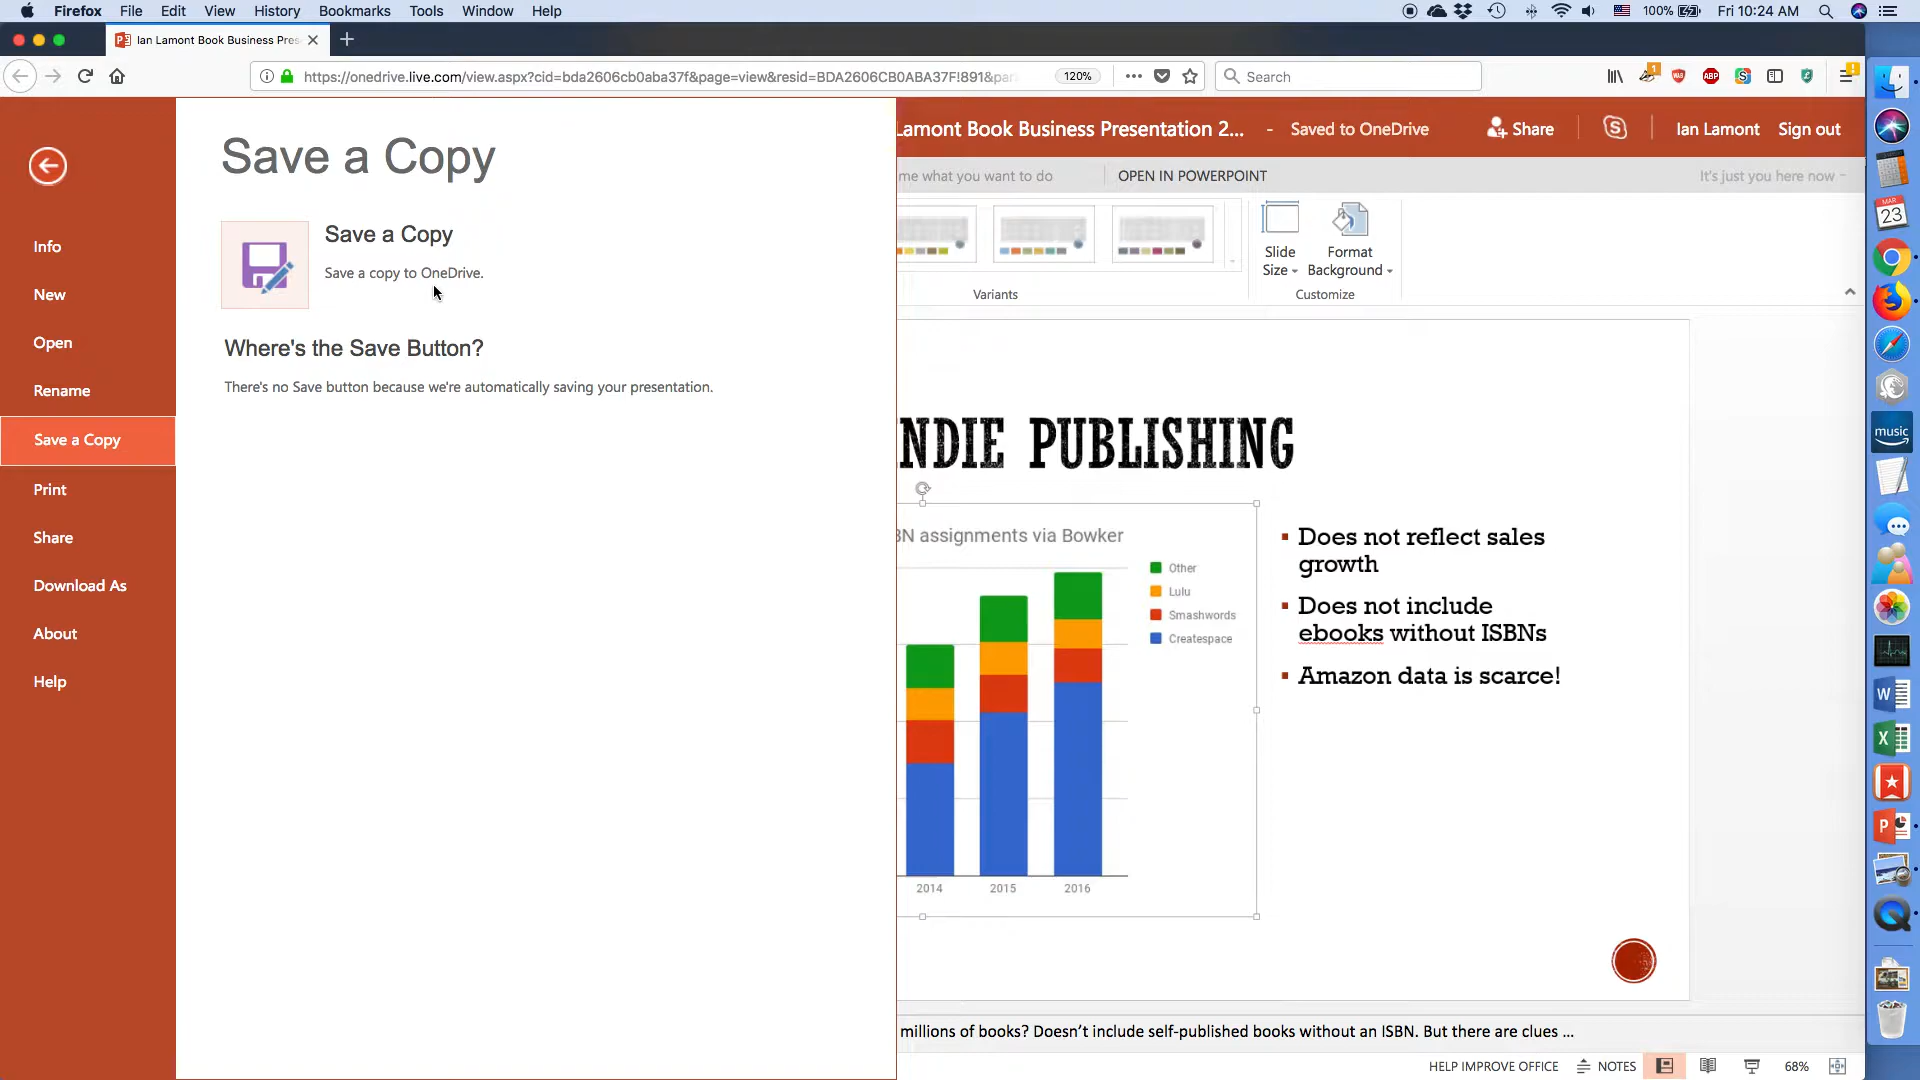 Firefox File Edit View History Bookmarks Tools Window Help
100% Fri 10:24 AM
Ian Lamont Book Business Pres
https://onedrive.live.com/view.aspx?cid=bda2606cb0aba37f&page=view&resid=BDA2606CB0ABA37F!891&par
120%
Search
1
ABP
Save a Copy
Lamont Book Business Presentation 2... - Saved to OneDrive
Share
Ian Lamont
Sign out
me what you want to do
OPEN IN POWERPOINT
It's just you here now
Info
New
Open
Rename
Save a Copy
Print
Share
Download As
About
Help
Save a Copy
Save a copy to OneDrive.
Where's the Save Button?
There's no Save button because we're automatically saving your presentation.
Slide
Size
Format
Background
Variants
Customize
NDIE PUBLISHING
BN assignments via Bowker
Other
Lulu
Smashwords
Createspace
2014
2015
2016
Does not reflect sales
growth
Does not include
ebooks without ISBNs
Amazon data is scarce!
millions of books? Doesn't include self-published books without an ISBN. But there are clues ...
HELP IMPROVE OFFICE
NOTES
68%
MAR
23
music